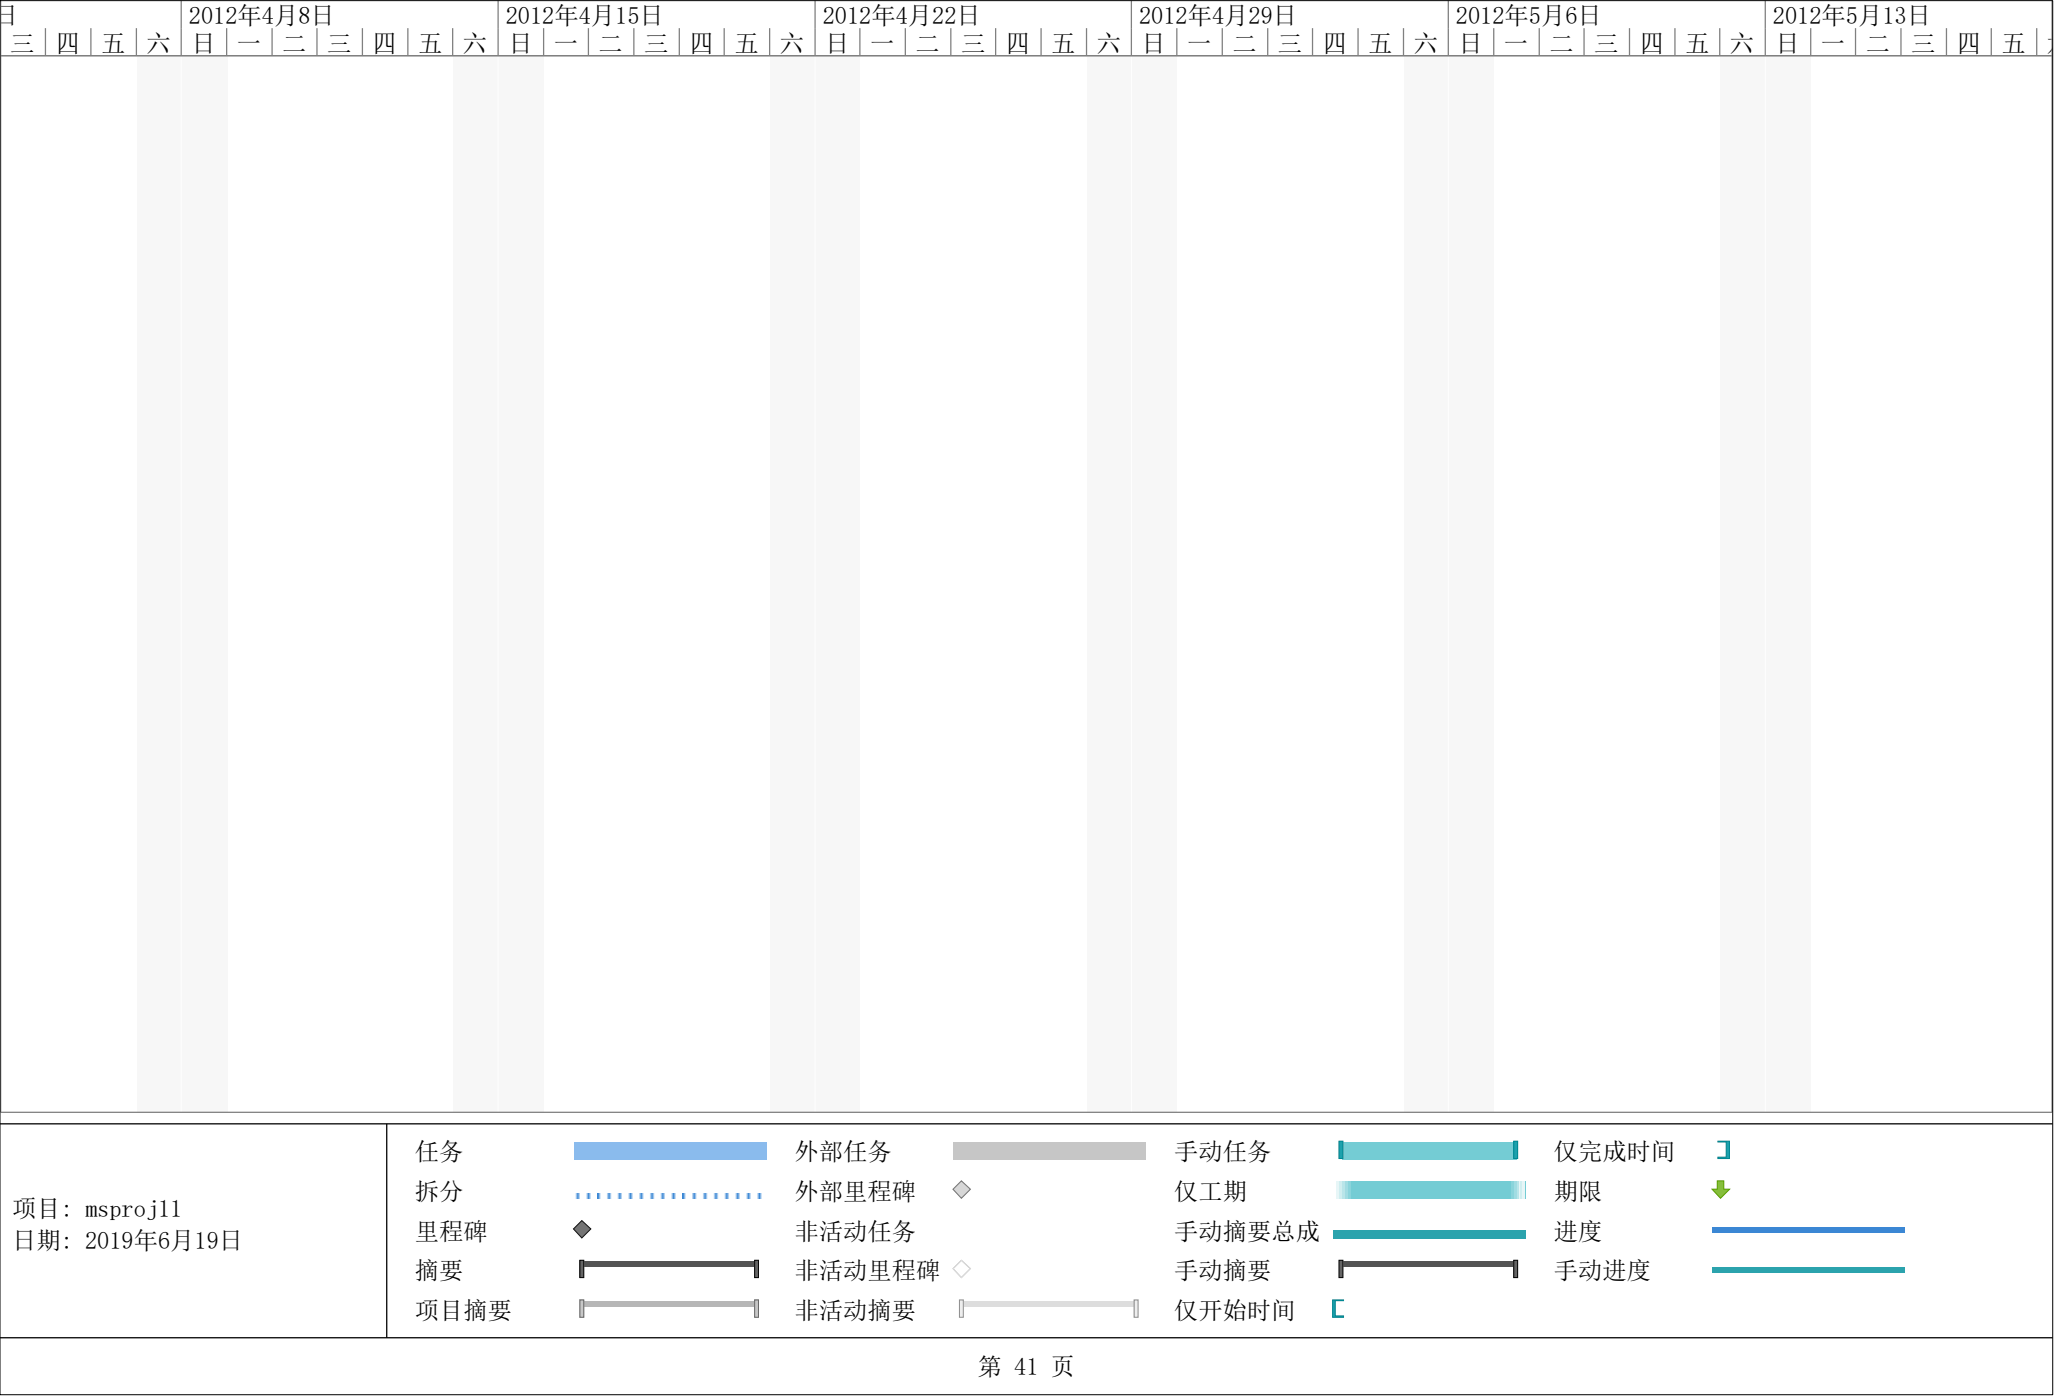 日 2012年4月8日 2012年4月15日 2012年4月22日 2012年4月29日 2012年5月6日 2012年5月13日
三 四 五 六 日 一 二 三 四 五 六 日 一 二 三 四 五 六 日 一 二 三 四 五 六 日 一 二 三 四 五 六 日 一 二 三 四 五 六 日 一 二 三 四 五
项目: msproj11
日期: 2019年6月19日
任务
拆分
里程碑
摘要
项目摘要
外部任务
外部里程碑
非活动任务
非活动里程碑
非活动摘要
手动任务
仅工期
手动摘要总成
手动摘要
仅开始时间
仅完成时间
期限
进度
手动进度
第 41 页